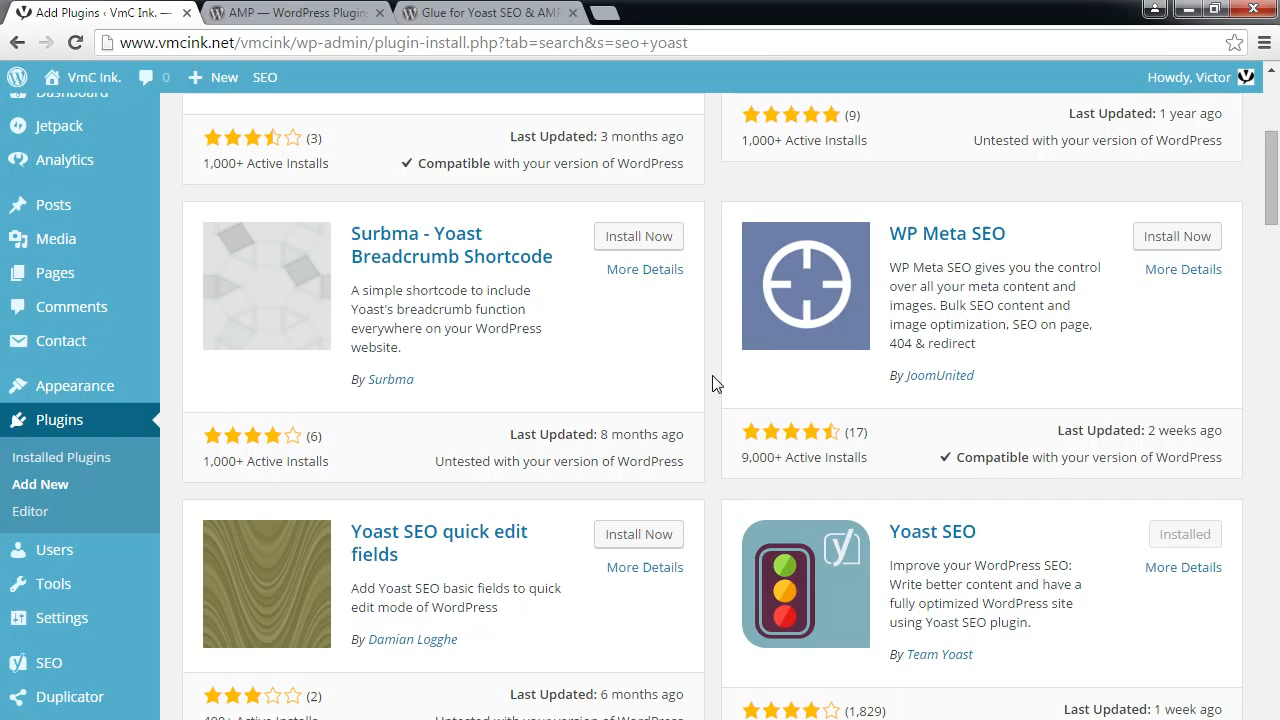 Add Plugins ‹ VmC Ink. —
AMP — WordPress Plugins
Glue for Yoast SEO & AMP
www.vmcink.net/vmcink/wp-admin/plugin-install.php?tab=search&s=seo+yoast
VmC Ink.
0
New
SEO
Howdy, Victor
Dashboard
Jetpack
Analytics
Posts
Media
Pages
Comments
Contact
Appearance
Plugins
Installed Plugins
Add New
Editor
Users
Tools
Settings
SEO
Duplicator
(3)
Last Updated: 3 months ago
1,000+ Active Installs
Compatible with your version of WordPress
(9)
Last Updated: 1 year ago
1,000+ Active Installs
Untested with your version of WordPress
Surbma - Yoast
Breadcrumb Shortcode
Install Now
More Details
A simple shortcode to include
Yoast's breadcrumb function
everywhere on your WordPress
website.
By Surbma
(6)
Last Updated: 8 months ago
1,000+ Active Installs
Untested with your version of WordPress
WP Meta SEO
Install Now
More Details
WP Meta SEO gives you the control
over all your meta content and
images. Bulk SEO content and
image optimization, SEO on page,
404 & redirect
By JoomUnited
(17)
Last Updated: 2 weeks ago
9,000+ Active Installs
Compatible with your version of WordPress
Yoast SEO quick edit
fields
Install Now
More Details
Add Yoast SEO basic fields to quick
edit mode of WordPress
By Damian Logghe
(2)
Last Updated: 6 months ago
400+ Active Installs
Untested with your version of WordPress
Yoast SEO
Installed
More Details
Improve your WordPress SEO:
Write better content and have a
fully optimized WordPress site
using Yoast SEO plugin.
By Team Yoast
(1,829)
Last Updated: 1 week ago